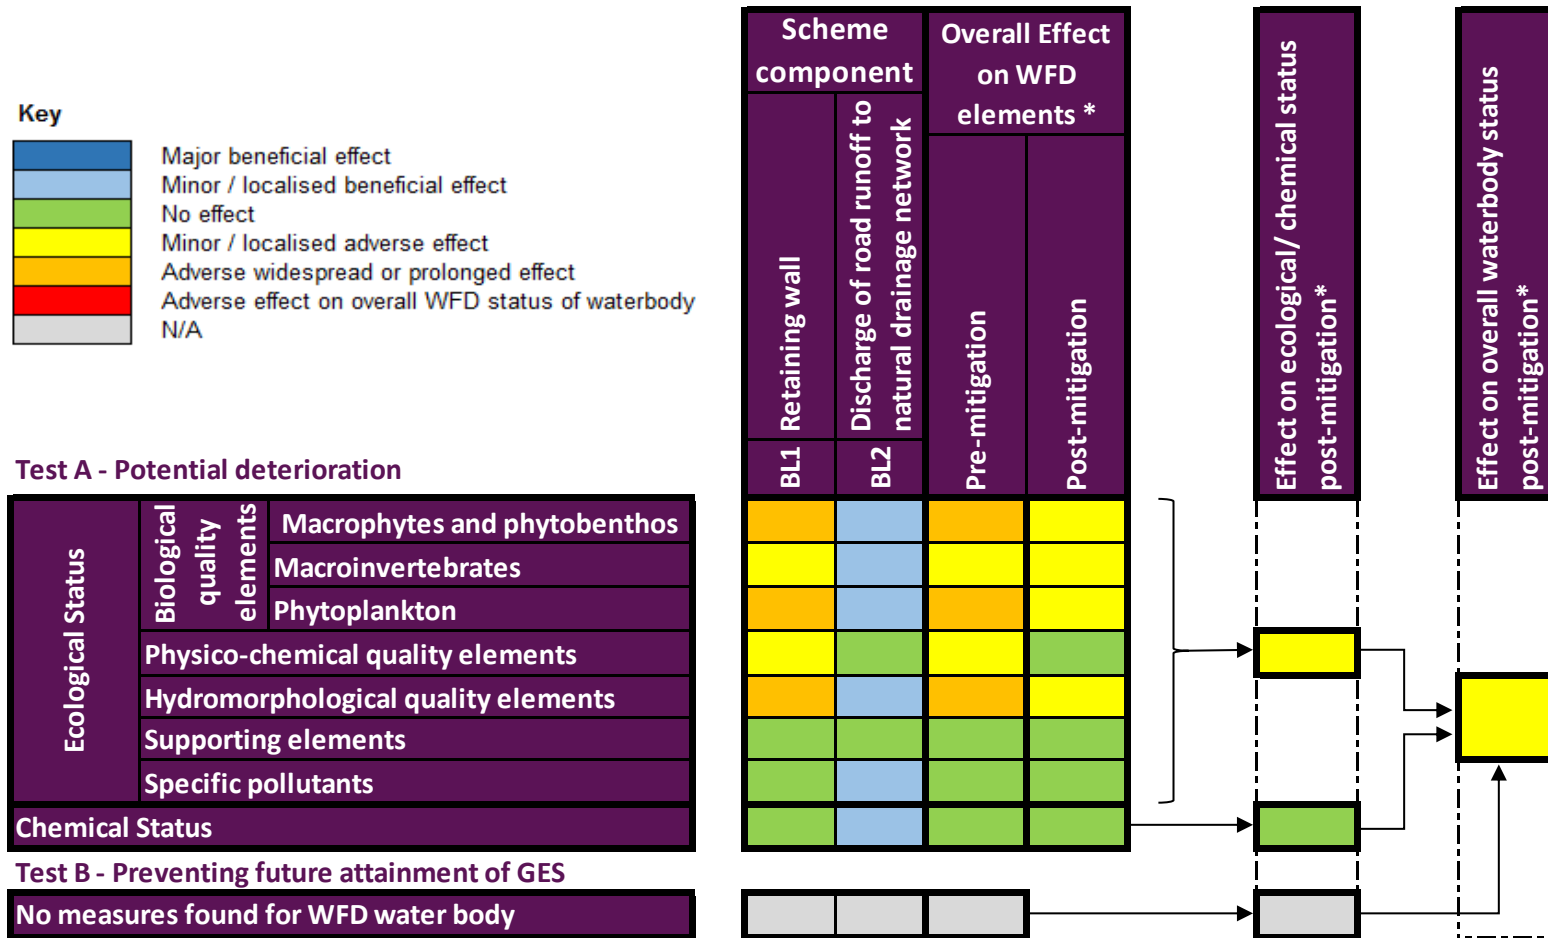 Key
Major beneficial effect
Minor / localised beneficial effect
No effect
Minor / localised adverse effect
Adverse widespread or prolonged effect
Adverse effect on overall WFD status of waterbody
N/A
Scheme
component
Overall Effect
on WFD
elements *
Retaining wall
Discharge of road runoff to
natural drainage network
Pre-mitigation
Post-mitigation
BL1
BL2
Effect on ecological/ chemical status
post-mitigation*
Effect on overall waterbody status
post-mitigation*
Test A - Potential deterioration
Ecological Status
Biological
quality
elements
Macrophytes and phytobenthos
Macroinvertebrates
Phytoplankton
Physico-chemical quality elements
Hydromorphological quality elements
Supporting elements
Specific pollutants
Chemical Status
Test B - Preventing future attainment of GES
No measures found for WFD water body